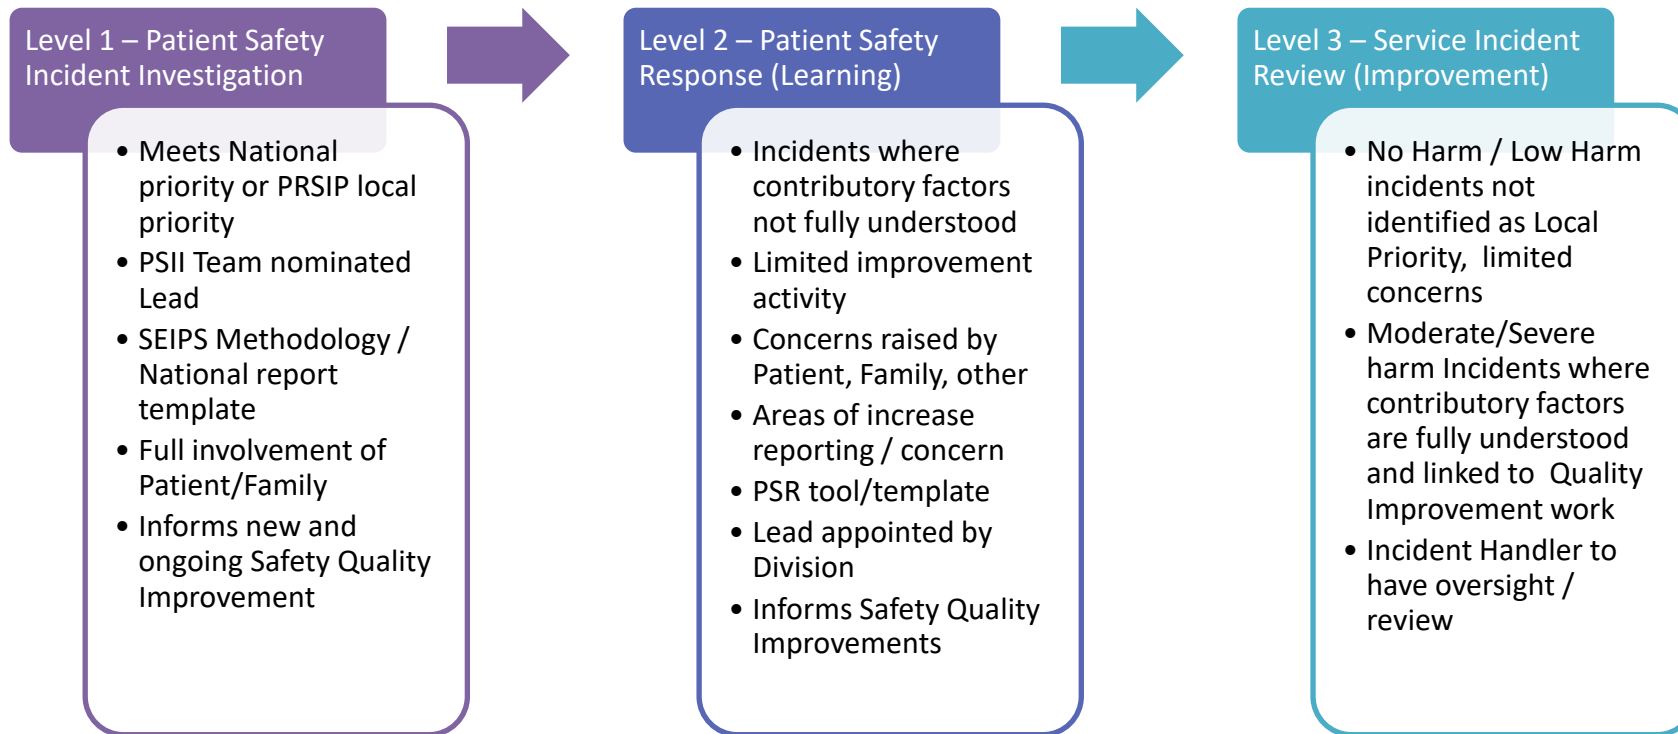 Level 1 – Patient Safety
Incident Investigation
• Meets National
priority or PRSIP local
priority
• PSII Team nominated
Lead
• SEIPS Methodology /
National report
template
• Full involvement of
Patient/Family
• Informs new and
ongoing Safety Quality
Improvement
Level 2 – Patient Safety
Response (Learning)
• Incidents where
contributory factors
not fully understood
• Limited improvement
activity
• Concerns raised by
Patient, Family, other
• Areas of increase
reporting / concern
• PSR tool/template
• Lead appointed by
Division
• Informs Safety Quality
Improvements
Level 3 – Service Incident
Review (Improvement)
• No Harm / Low Harm
incidents not
identified as Local
Priority, limited
concerns
• Moderate/Severe
harm Incidents where
contributory factors
are fully understood
and linked to Quality
Improvement work
• Incident Handler to
have oversight /
review